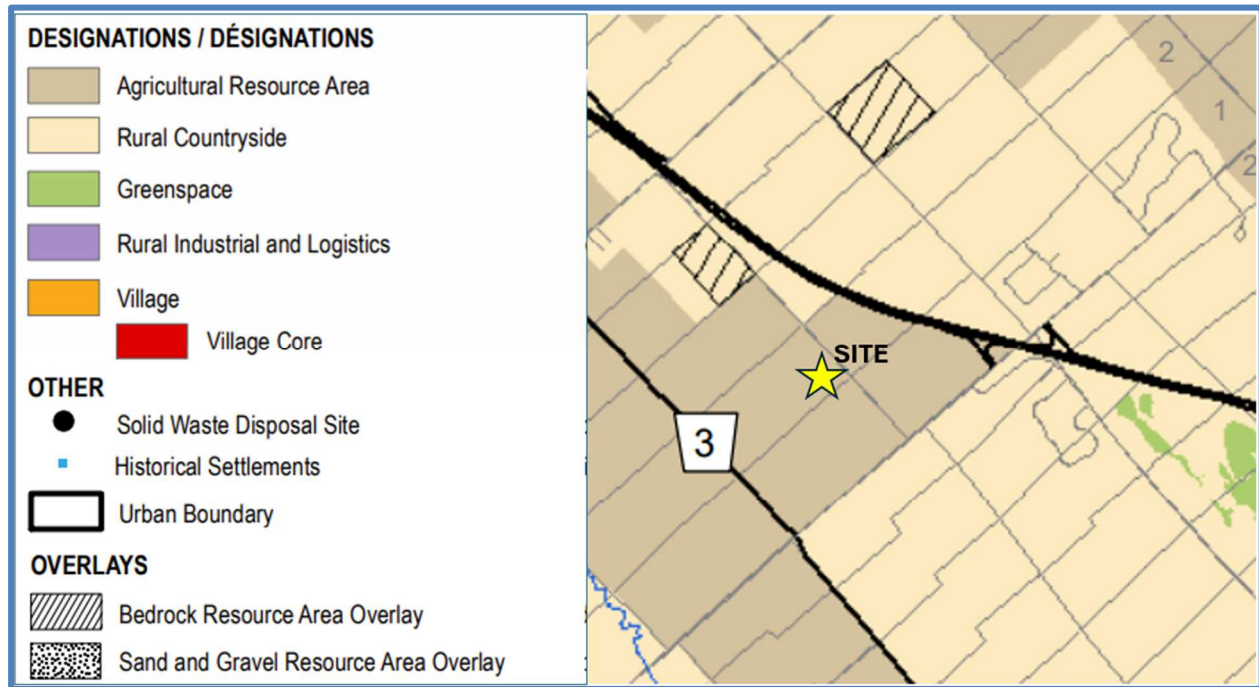 DESIGNATIONS / DÉSIGNATIONS
Agricultural Resource Area
Rural Countryside
Greenspace
Rural Industrial and Logistics
Village
Village Core
OTHER
Solid Waste Disposal Site
Historical Settlements
Urban Boundary
OVERLAYS
Bedrock Resource Area Overlay
Sand and Gravel Resource Area Overlay
2
1
2
SITE
3